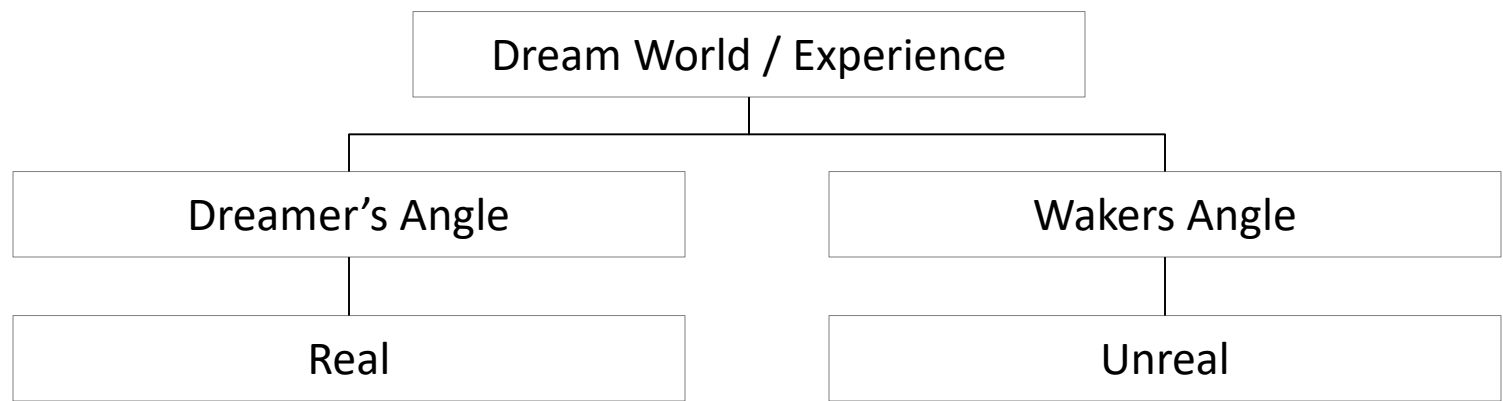 Dream World / Experience
Dreamer’s Angle
Wakers Angle
Real
Unreal